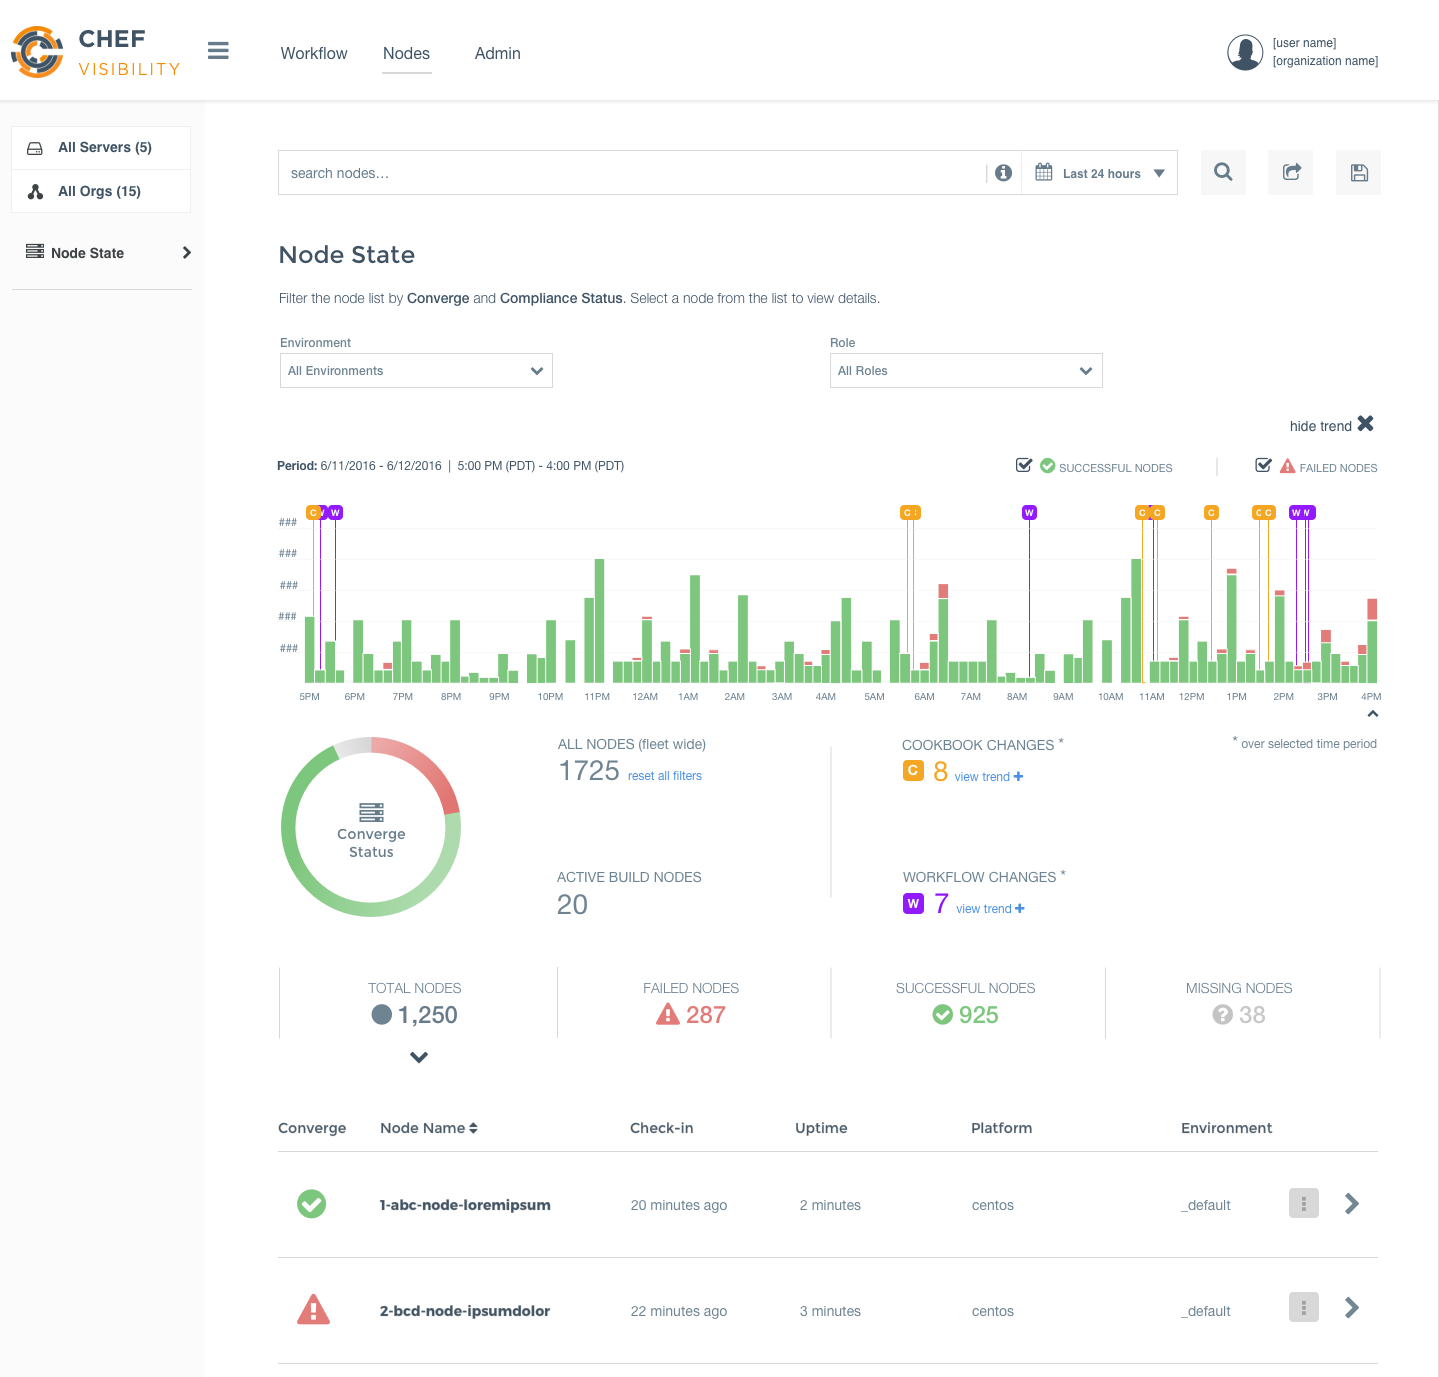 CHEF
VISIBILITY
Workflow
Nodes
Admin
[user name]
[organization name]
All Servers (5)
All Orgs (15)
Node State
search nodes...
Last 24 hours
Node State
Filter the node list by Converge and Compliance Status. Select a node from the list to view details.
Environment
All Environments
Role
All Roles
hide trend
Period: 6/11/2016 - 6/12/2016 | 5:00 PM (PDT) - 4:00 PM (PDT)
SUCCESSFUL NODES
FAILED NODES
C W W C C W C C C C C W W
###
###
###
###
###
5PM 6PM 7PM 8PM 9PM 10PM 11PM 12AM 1AM 2AM 3AM 4AM 5AM 6AM 7AM 8AM 9AM 10AM 11AM 12PM 1PM 2PM 3PM 4PM
Converge
Status
ALL NODES (fleet wide)
1725 reset all filters
ACTIVE BUILD NODES
20
COOKBOOK CHANGES *
C 8 view trend +
WORKFLOW CHANGES *
W 7 view trend +
* over selected time period
TOTAL NODES
1,250
FAILED NODES
287
SUCCESSFUL NODES
925
MISSING NODES
38
Converge Node Name Check-in Uptime Platform Environment
1-abc-node-loremipsum 20 minutes ago 2 minutes centos _default
2-bcd-node-ipsumdolor 22 minutes ago 3 minutes centos _default